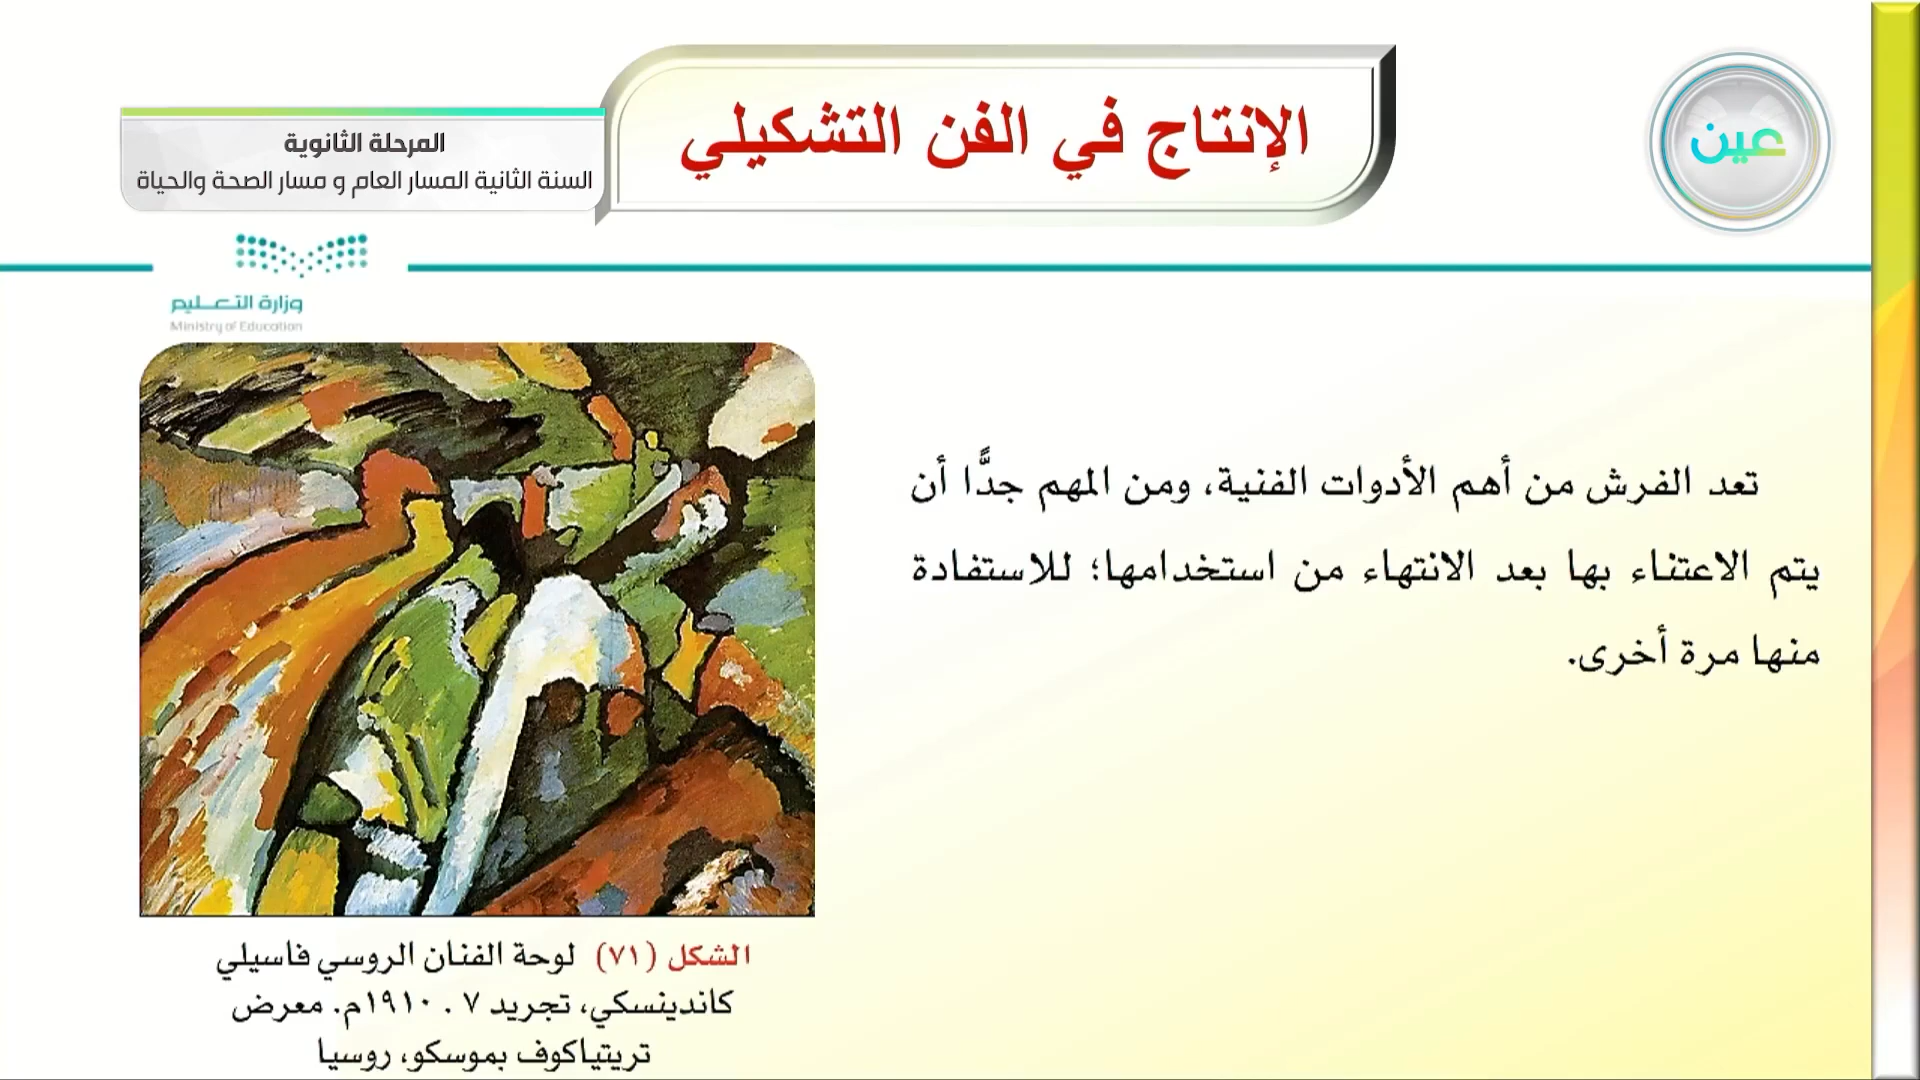 الإنتاج في الفن التشكيلي
عين
المرحلة الثانوية
السنة الثانية المسار العام و مسار الصحة والحياة
وزارة التعـــليم
Ministry of Education
تعد الفرش من أهم الأدوات الفنية، ومن المهم جدًّا أن
يتم الاعتناء بها بعد الانتهاء من استخدامها؛ للاستفادة
منها مرة أخرى.
الشكل (٧١) لوحة الفنان الروسي فاسيلي
كاندينسكي، تجريد ٧ . ١٩١٠م. معرض
تريتياكوف بموسكو، روسيا